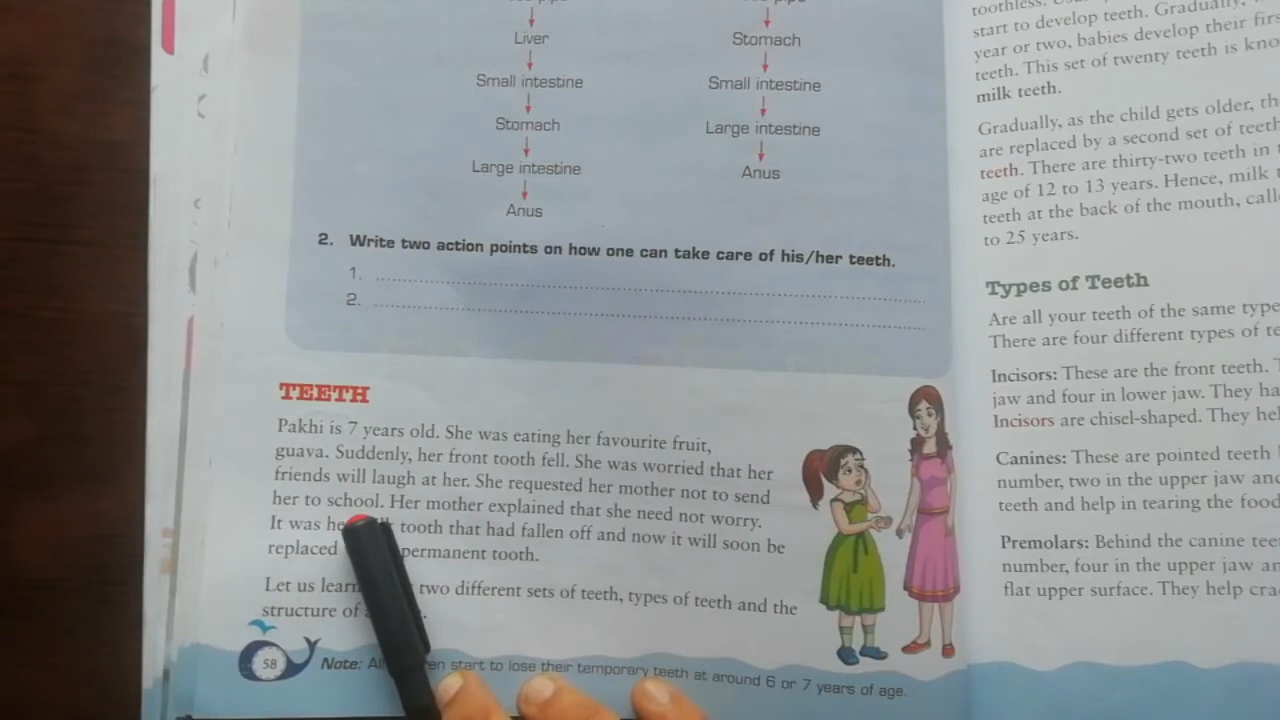 Liver
Small intestine
Stomach
Large intestine
Anus
Stomach
Small intestine
Large intestine
Anus
2. Write two action points on how one can take care of his/her teeth.
1.
2.
TEETH
Pakhi is 7 years old. She was eating her favourite fruit,
guava. Suddenly, her front tooth fell. She was worried that her
friends will laugh at her. She requested her mother not to send
her to school. Her mother explained that she need not worry.
It was tooth that had fallen off and now it will soon be
replaced permanent tooth.
Let us learn two different sets of teeth, types of teeth and the
structure of
58
Note: start to lose their temporary teeth at around 6 or 7 years of age.
toothless.
start to develop teeth. Gradually,
year or two, babies develop their
teeth. This set of twenty teeth is
milk teeth.
Gradually, as the child gets older,
are replaced by a second set of teeth
teeth. There are thirty-two teeth in
age of 12 to 13 years. Hence, milk
teeth at the back of the mouth,
to 25 years.
Types of Teeth
Are all your teeth of the same type
There are four different types of
Incisors: These are the front teeth.
jaw and four in lower jaw. They
Incisors are chisel-shaped. They
Canines: These are pointed teeth
number, two in the upper jaw
teeth and help in tearing the food
Premolars: Behind the canine
number, four in the upper jaw
flat upper surface. They help